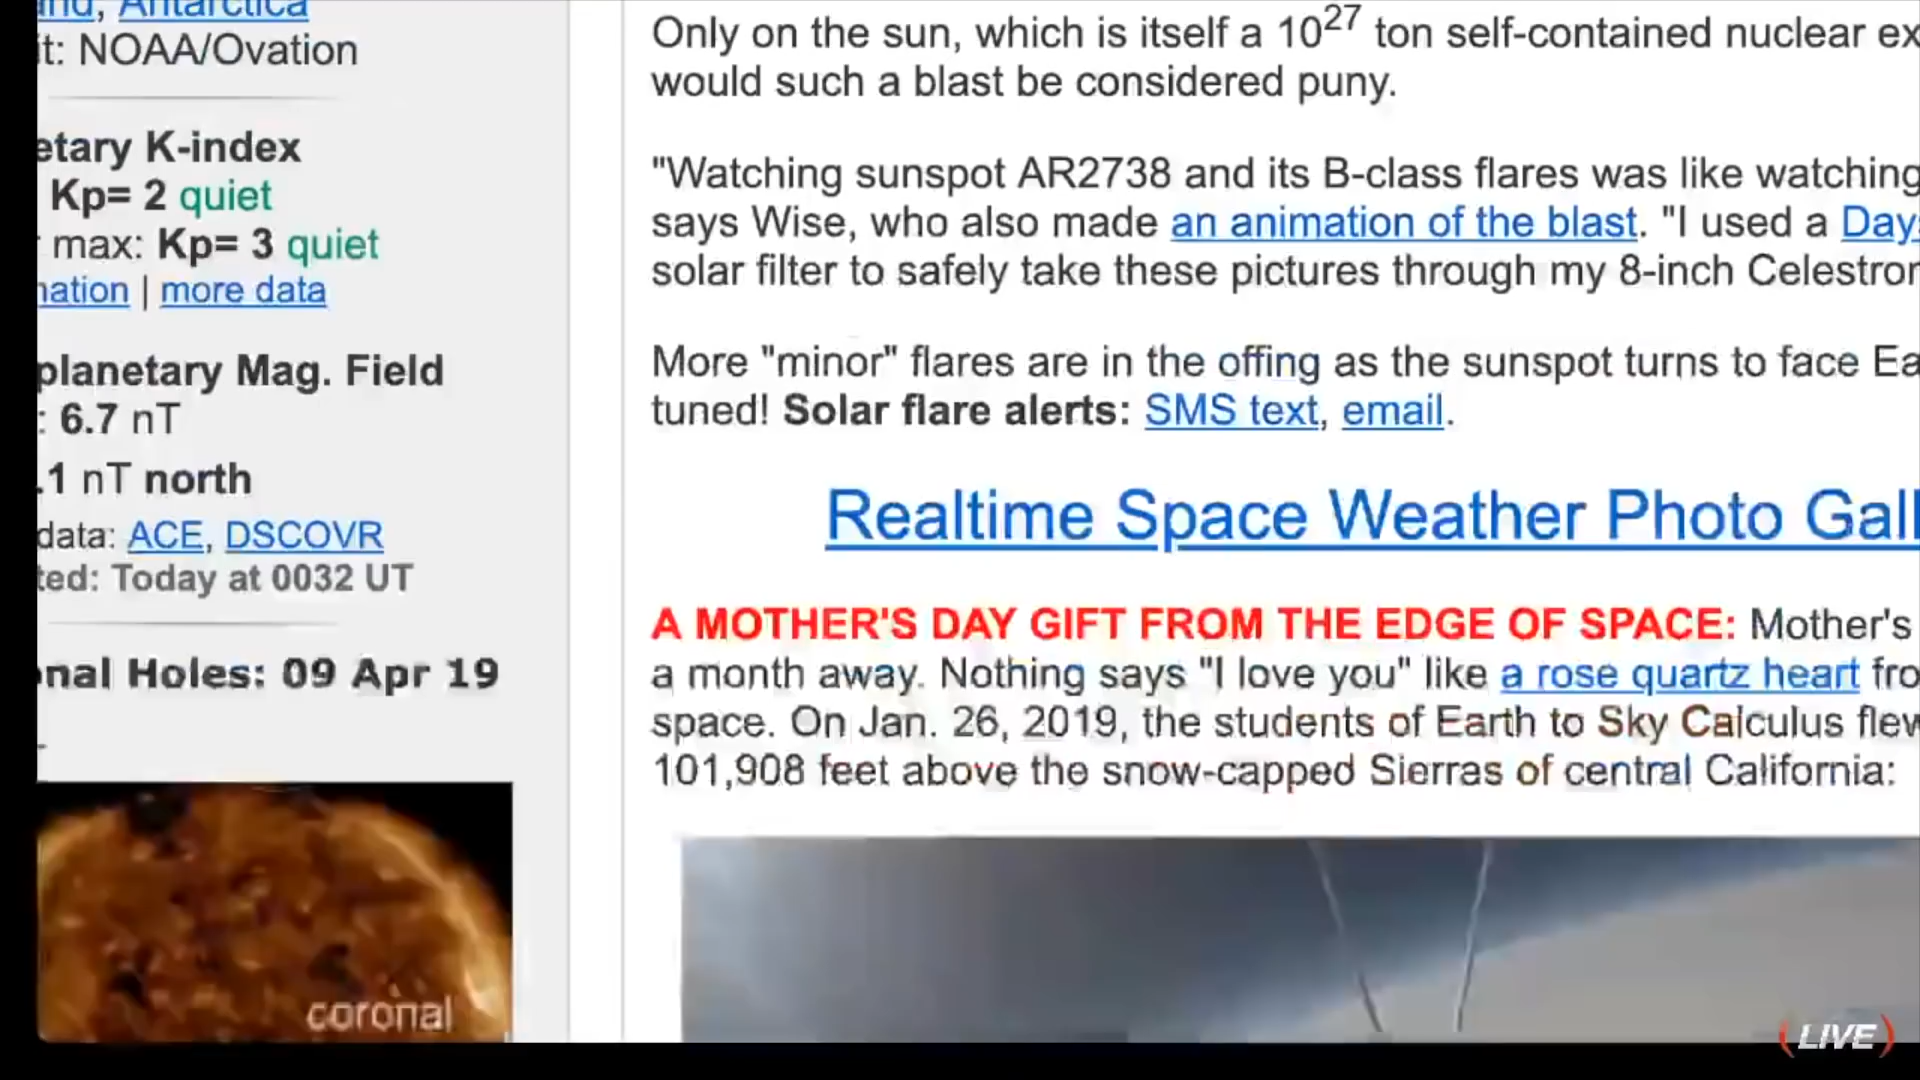 Antarctica
it: NOAA/Ovation
etary K-index
Kp= 2 quiet
max: Kp= 3 quiet
nation | more data
planetary Mag. Field
: 6.7 nT
.1 nT north
data: ACE, DSCOVR
ted: Today at 0032 UT
nal Holes: 09 Apr 19
coronal
Only on the sun, which is itself a 10²⁷ ton self-contained nuclear ex
would such a blast be considered puny.
"Watching sunspot AR2738 and its B-class flares was like watching
says Wise, who also made an animation of the blast. "I used a Day
solar filter to safely take these pictures through my 8-inch Celestron
More "minor" flares are in the offing as the sunspot turns to face Ea
tuned! Solar flare alerts: SMS text, email.
Realtime Space Weather Photo Gall
A MOTHER'S DAY GIFT FROM THE EDGE OF SPACE: Mother's
a month away. Nothing says "I love you" like a rose quartz heart fro
space. On Jan. 26, 2019, the students of Earth to Sky Calculus flew
101,908 feet above the snow-capped Sierras of central California:
(LIVE)